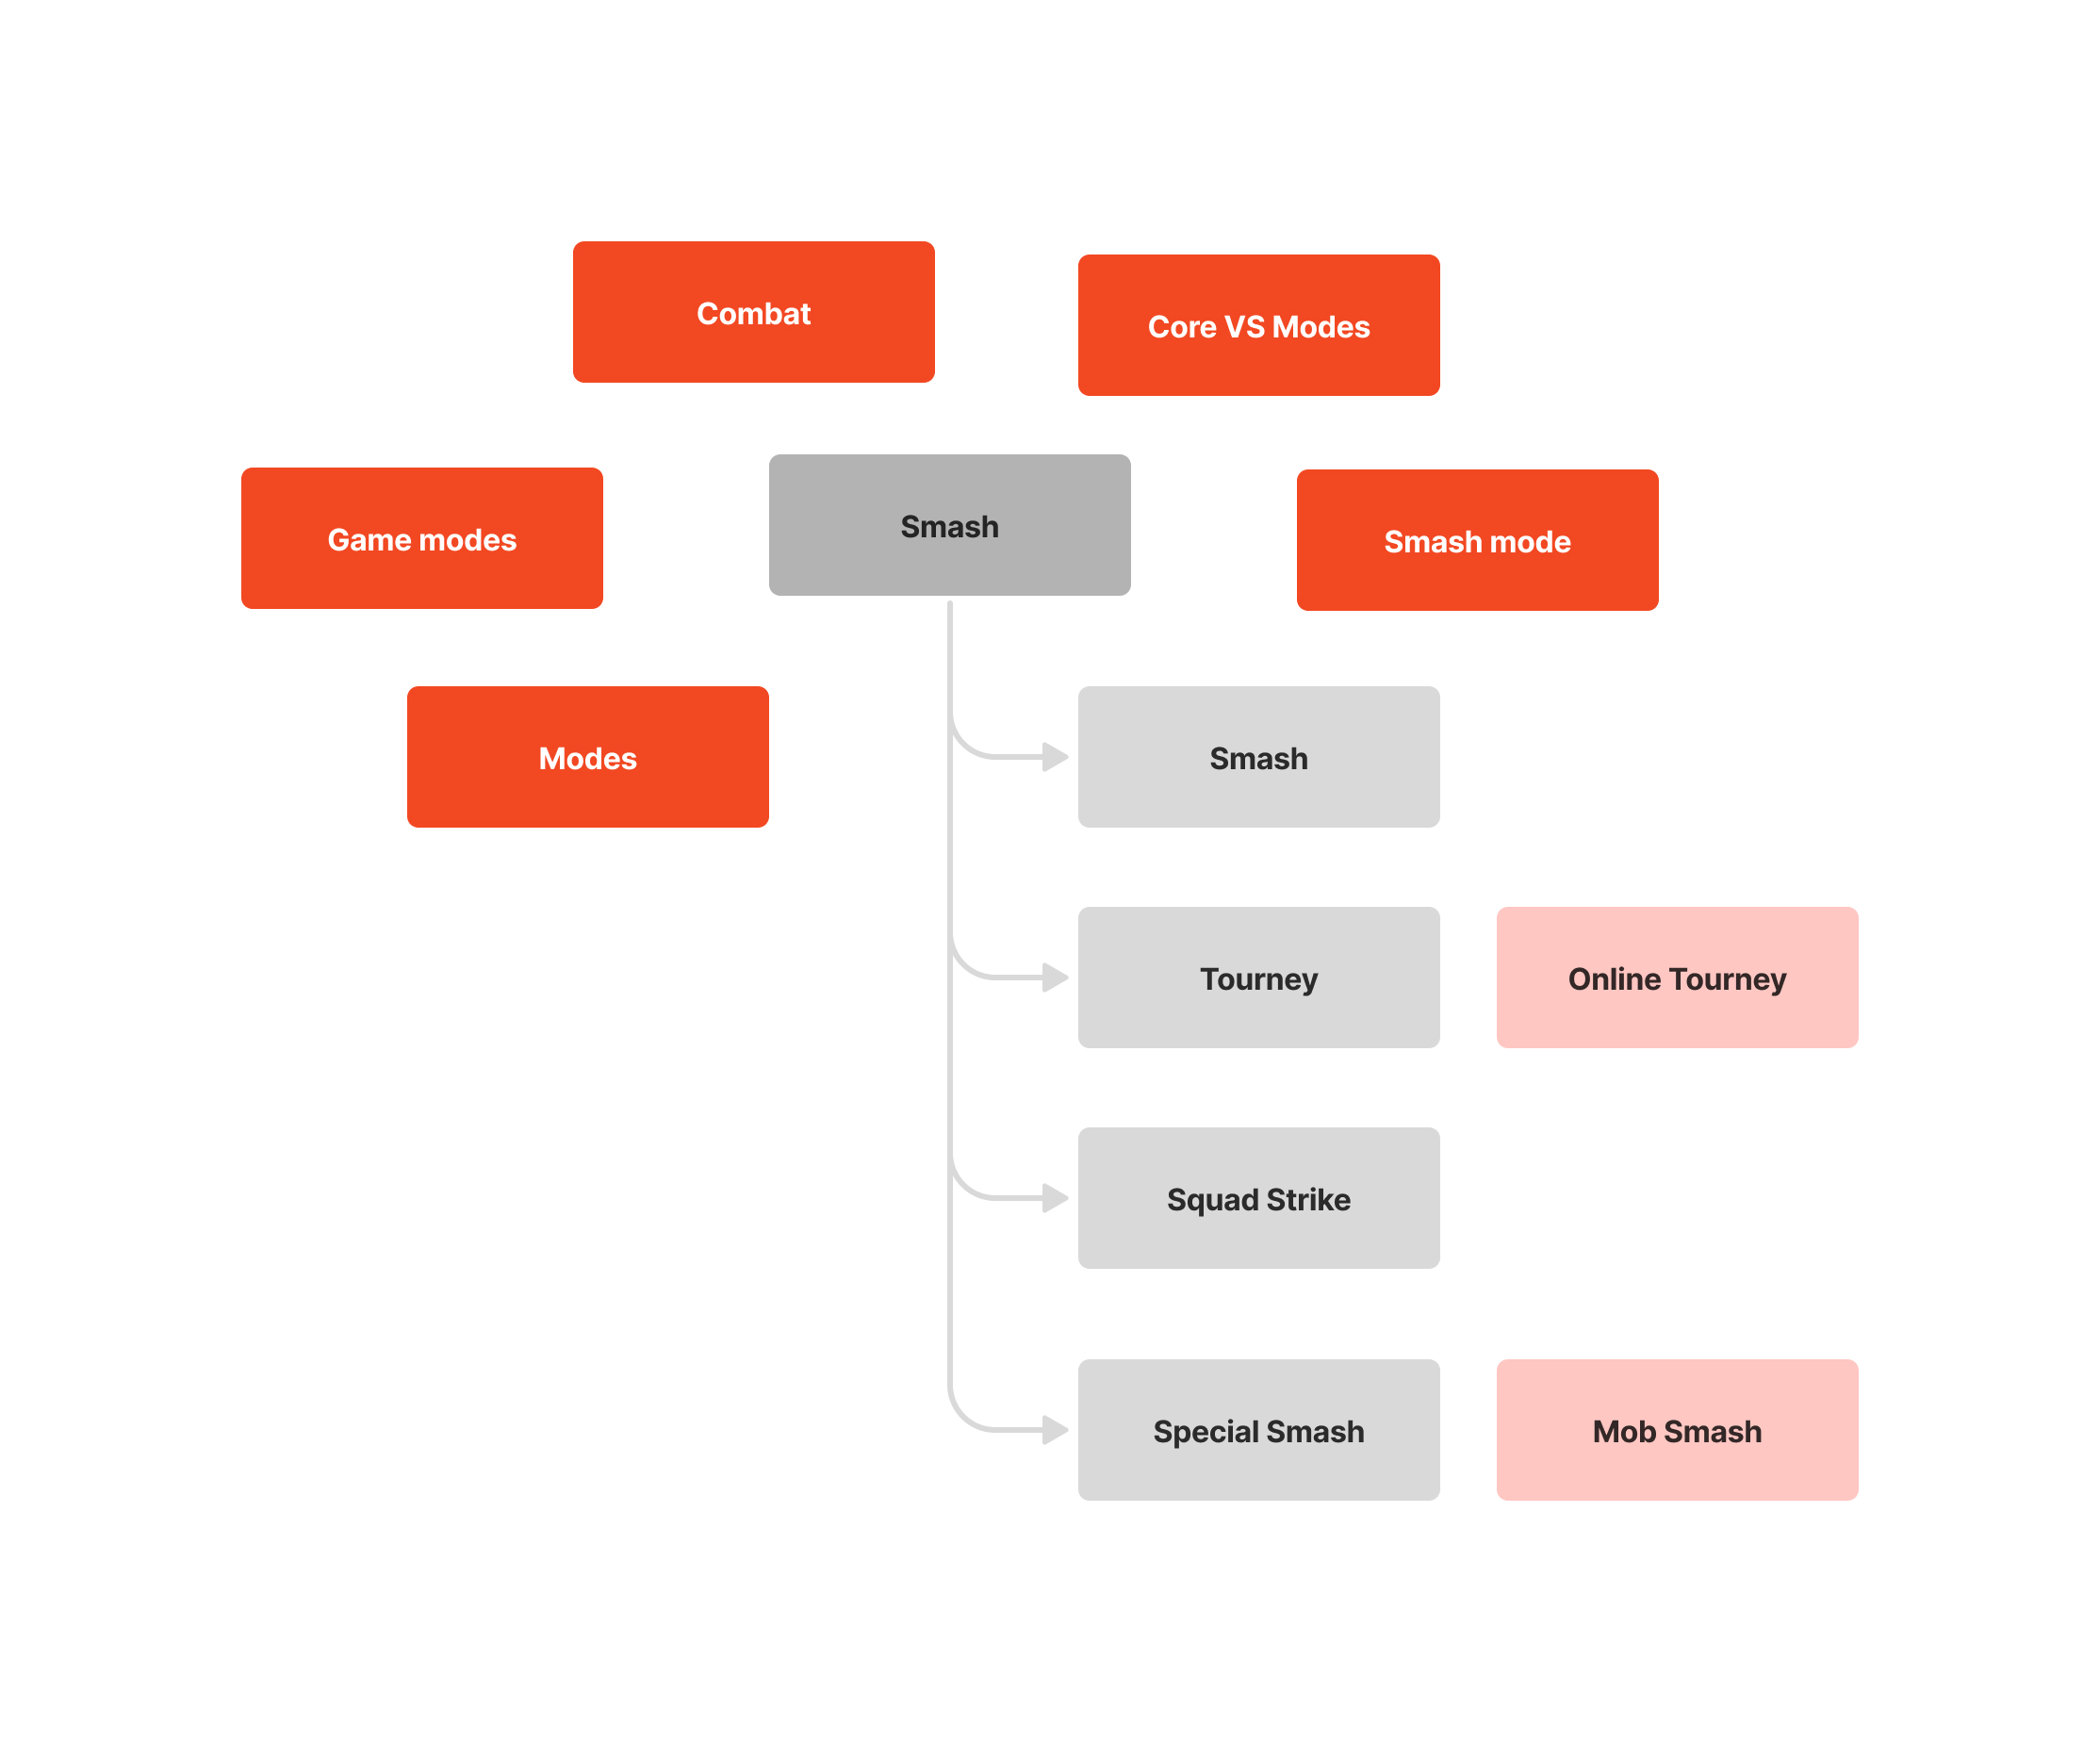 Combat
Core VS Modes
Game modes
Smash
Smash mode
Modes
Smash
Tourney
Online Tourney
Squad Strike
Special Smash
Mob Smash